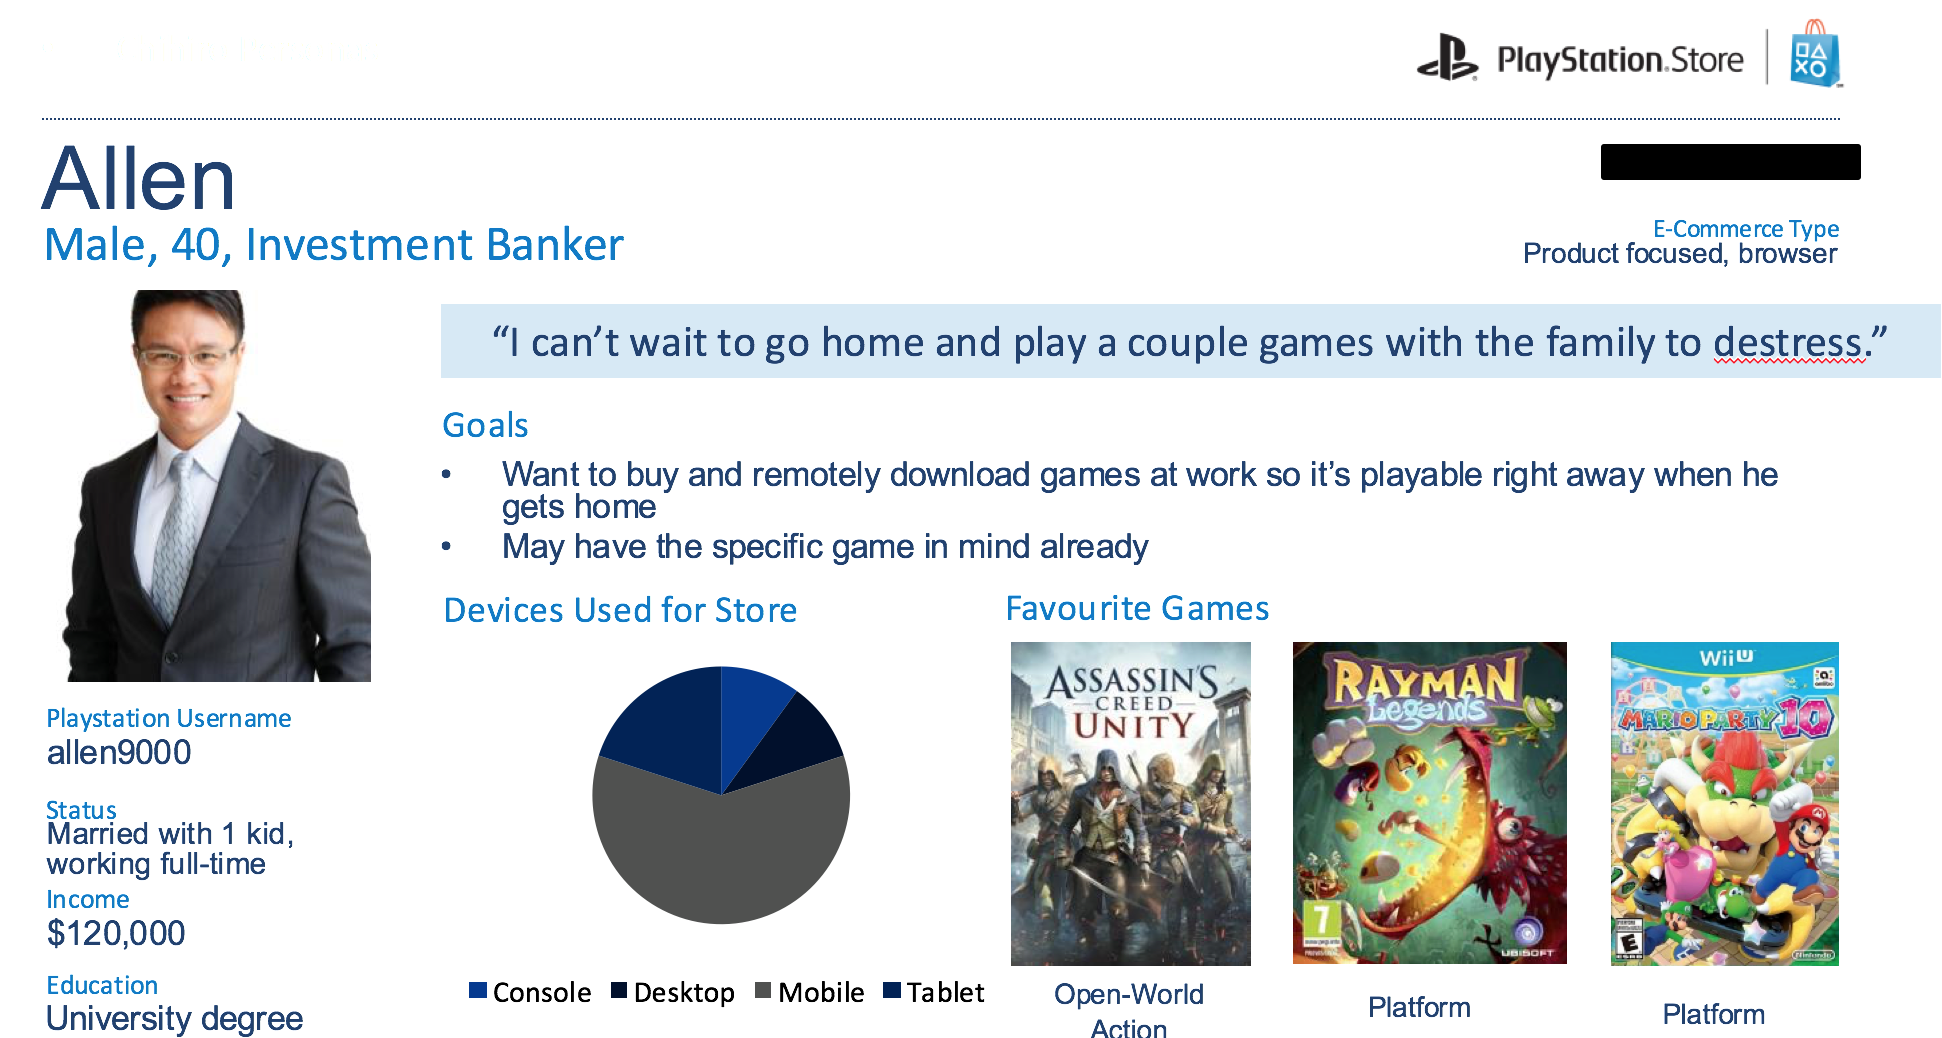 PlayStation.Store
Allen
Male, 40, Investment Banker
E-Commerce Type
Product focused, browser
“I can’t wait to go home and play a couple games with the family to destress.”
Goals
• Want to buy and remotely download games at work so it’s playable right away when he
gets home
• May have the specific game in mind already
Devices Used for Store
Console Desktop Mobile Tablet
Favourite Games
ASSASSIN'S
CREED
UNITY
Open-World
Action
RAYMAN
Legends
7
UBISOFT
Platform
WiiU
MARIO PARTY 10
E
Nintendo
Platform
Playstation Username
allen9000
Status
Married with 1 kid,
working full-time
Income
$120,000
Education
University degree